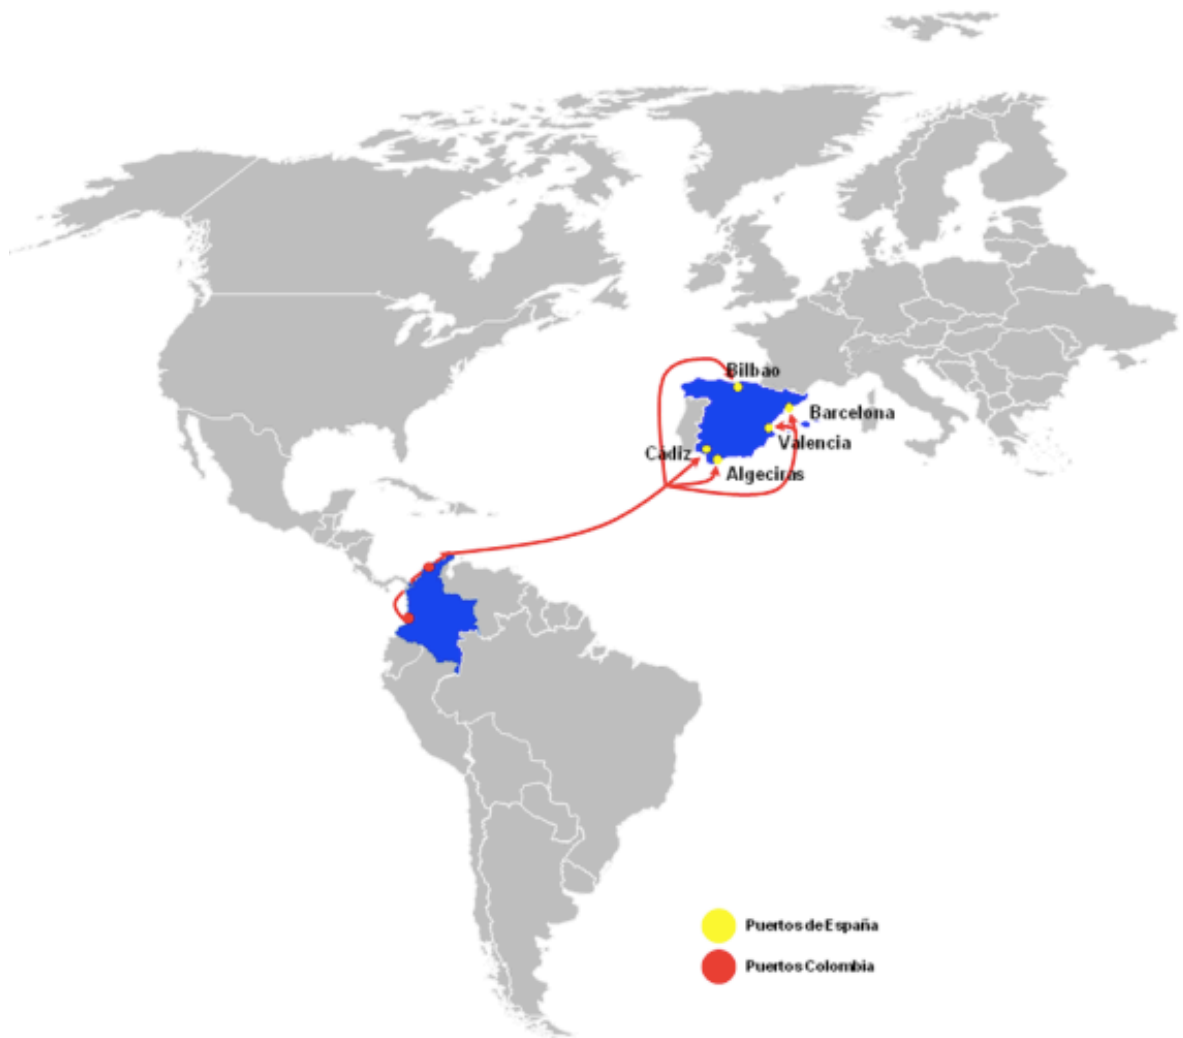 Bilbao
Barcelona
Valencia
Cádiz
Algeciras
Puertos de España
Puertos Colombia